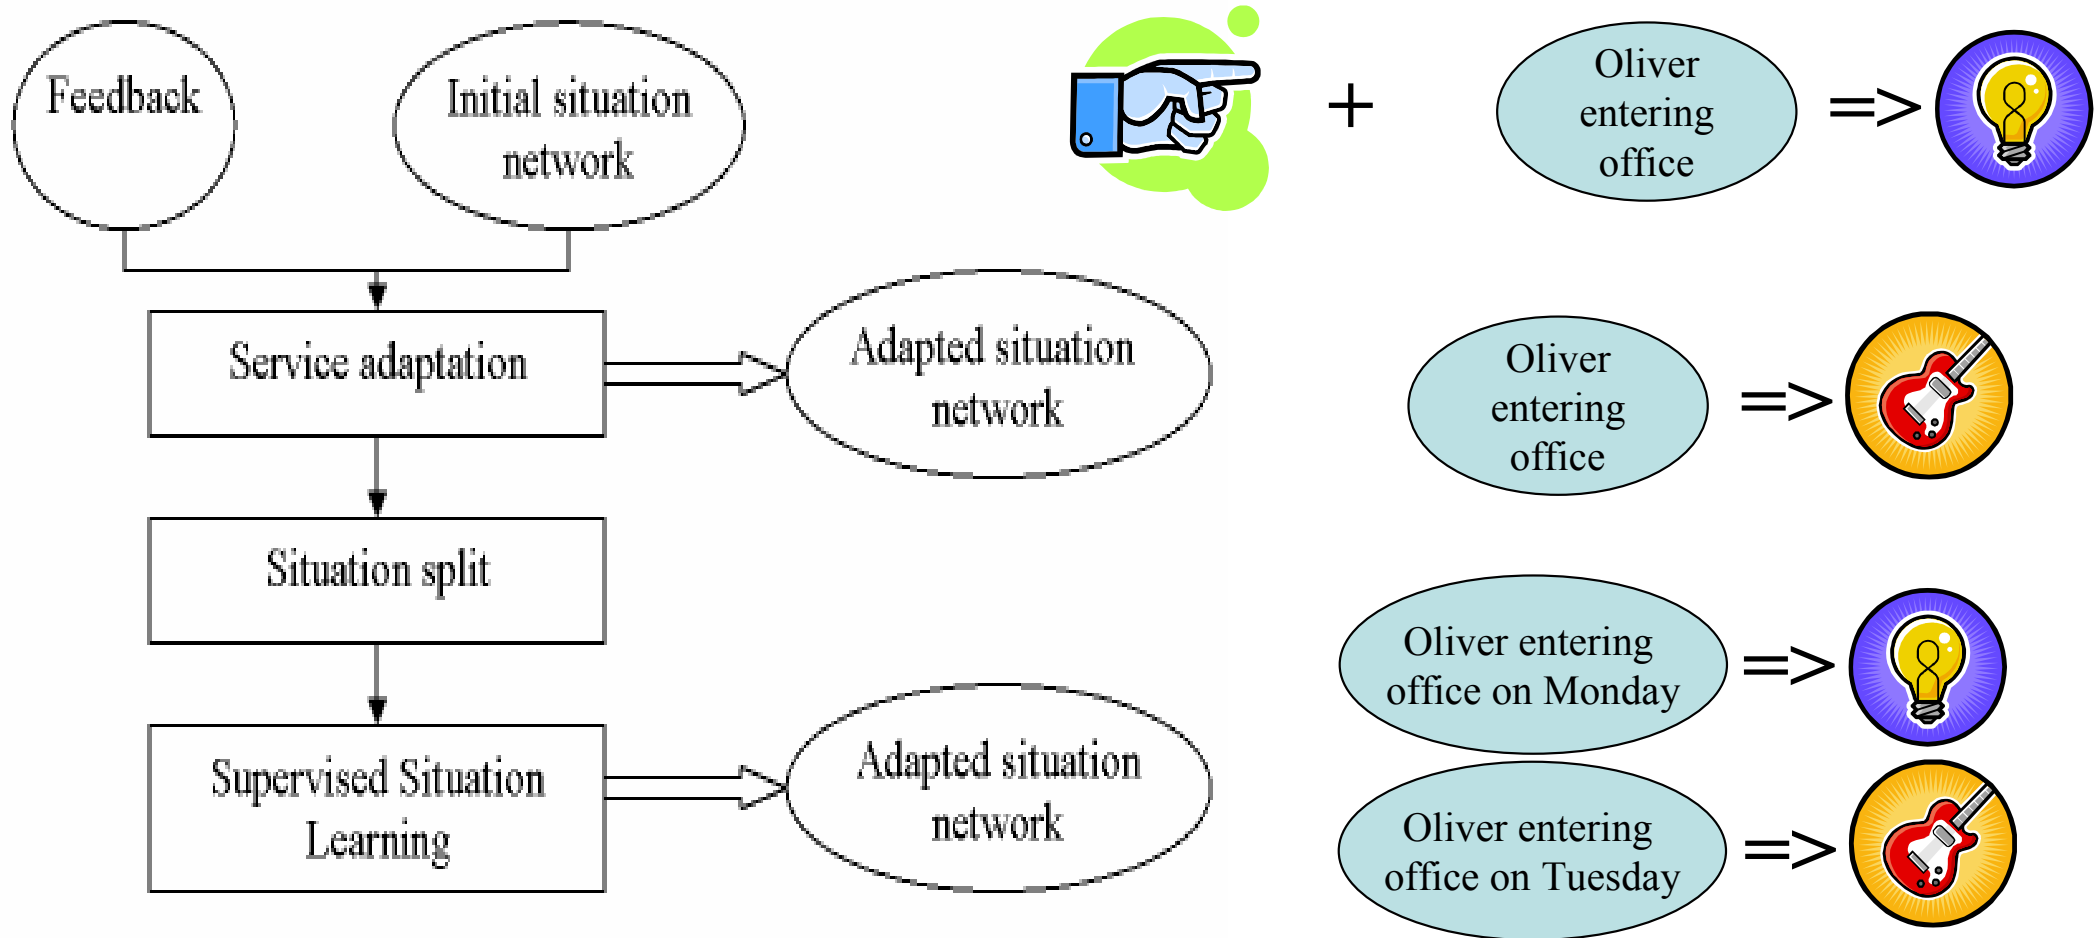 Feedback
Initial situation
network
Service adaptation
Adapted situation
network
Situation split
Supervised Situation
Learning
Adapted situation
network
+
Oliver
entering
office
=>
Oliver
entering
office
=>
Oliver entering
office on Monday
=>
Oliver entering
office on Tuesday
=>